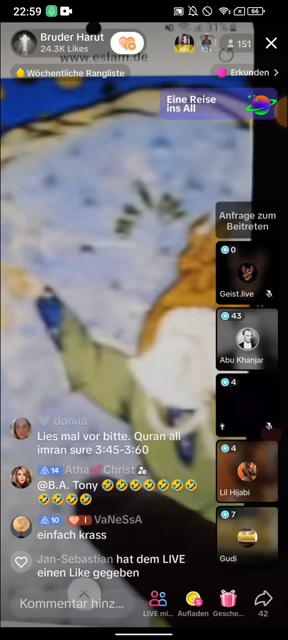 22:59
66
Bruder Harut
24.3K Likes
151
www.eslam.de
Wöchentliche Rangliste
Erkunden >
Eine Reise
ins All
Anfrage zum
Beitreten
0
Geist.live
43
Abu Khanjar
4
4
Lil Hijabi
7
Gudi
donita
Lies mal vor bitte. Quran ali
imran sure 3:45-3:60
14 Atha Christ
@B.A. Tony 🤣🤣🤣🤣🤣🤣🤣
🤣🤣🤣🤣
10 I VaNeSsA
einfach krass
Jan-Sebastian hat dem LIVE
einen Like gegeben
Kommentar hinz...
LIVE mi...
Aufladen
Gesche...
42